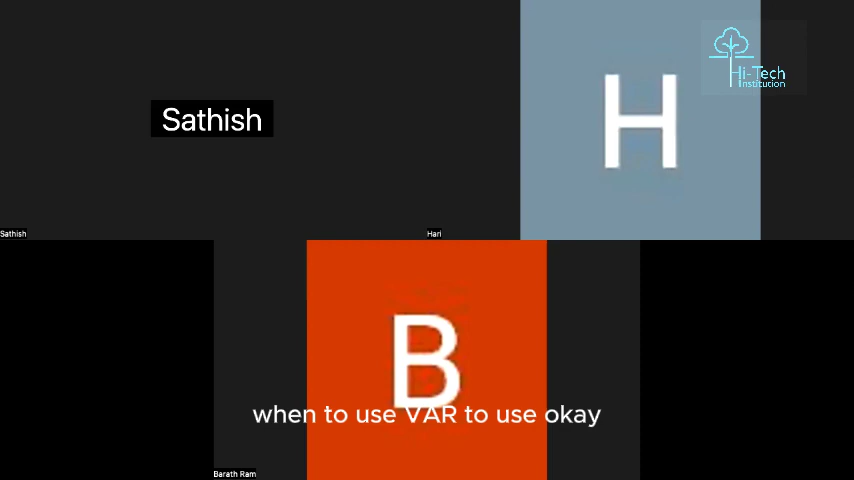 Sathish
H
Hi-Tech
Institution
Sathish
Hari
B
when to use VAR to use okay
Barath Ram